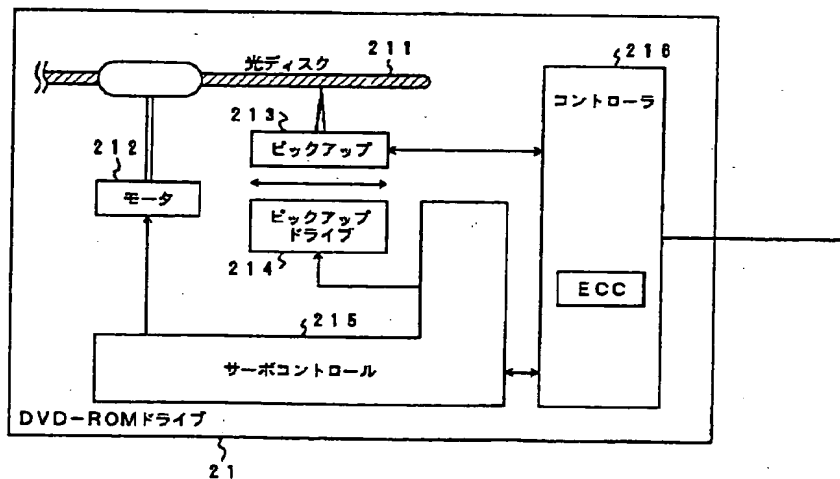 211
光ディスク
216
コントローラ
213
ピックアップ
212
モータ
ピックアップ
ドライブ
214
ECC
215
サーボコントロール
DVD-ROMドライブ
21